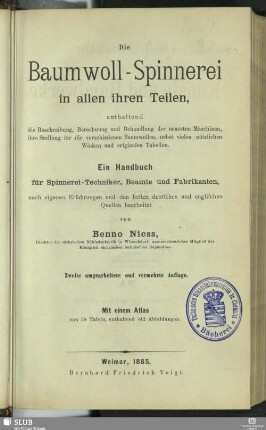 Die
Baumwoll-Spinnerei
in allen ihren Teilen,
enthaltend
die Beschreibung, Berechnung und Behandlung der neuesten Maschinen,
ihre Stellung für die verschiedenen Baumwollen, nebst vielen nützlichen
Winken und originalen Tabellen.
Ein Handbuch
für Spinnerei-Techniker, Beamte und Fabrikanten,
nach eigenen Erfahrungen und den besten deutschen und englischen
Quellen bearbeitet
von
Benno Niess,
Zweite umgearbeitete und vermehrte Auflage.
Mit einem Atlas
von Tafeln, enthaltend Abbildungen.
Weimar, 1885.
Bernhard Friedrich Voigt.
Bücherei
SLUB